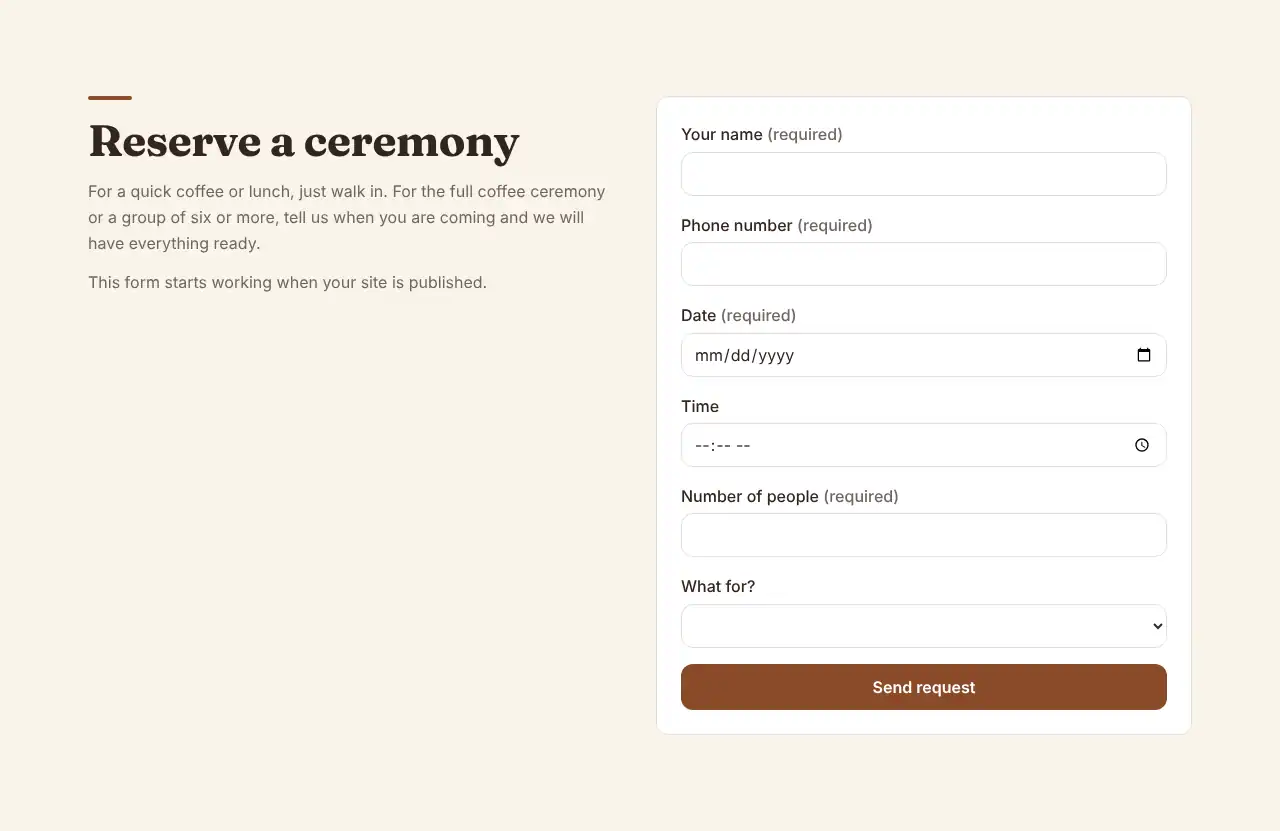 Reserve a ceremony
For a quick coffee or lunch, just walk in. For the full coffee ceremony
or a group of six or more, tell us when you are coming and we will
have everything ready.
This form starts working when your site is published.
Your name (required)
Phone number (required)
Date (required)
mm/dd/yyyy
Time
--:-- --
Number of people (required)
What for?
Send request